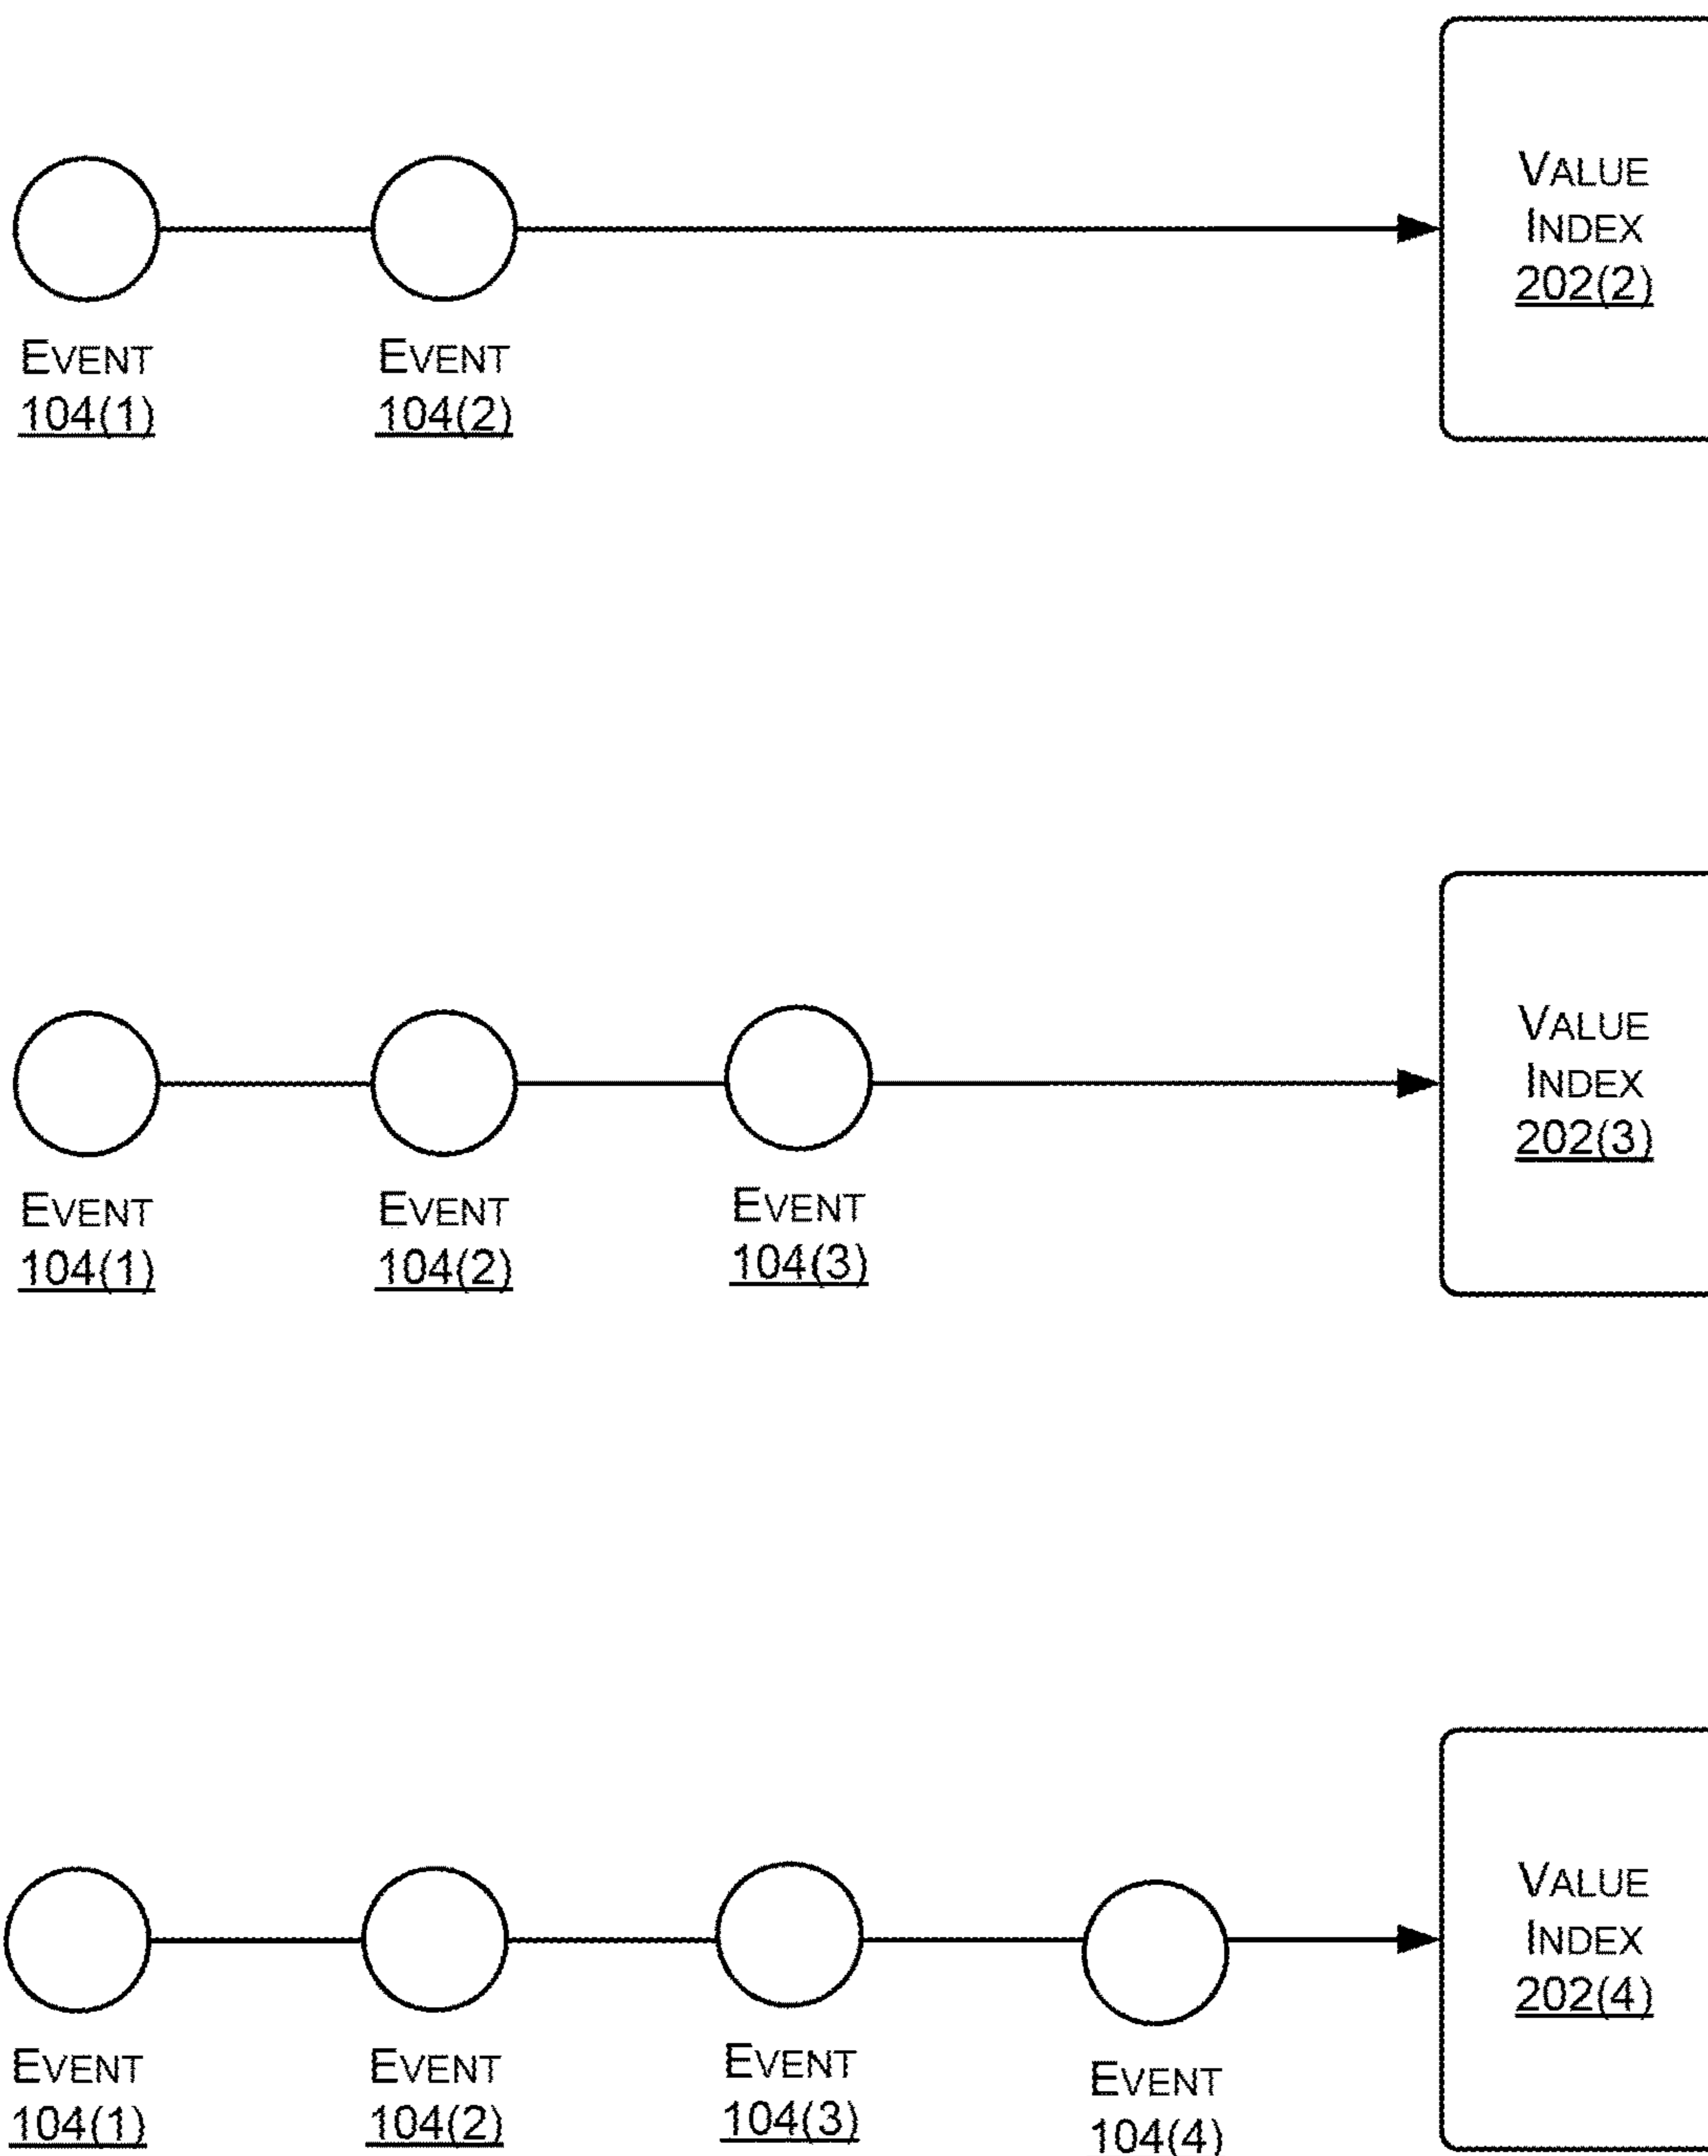 VALUE
INDEX
202(2)
EVENT
104(1)
EVENT
104(2)
VALUE
INDEX
202(3)
EVENT
104(1)
EVENT
104(2)
EVENT
104(3)
VALUE
INDEX
202(4)
EVENT
104(1)
EVENT
104(2)
EVENT
104(3)
EVENT
104(4)